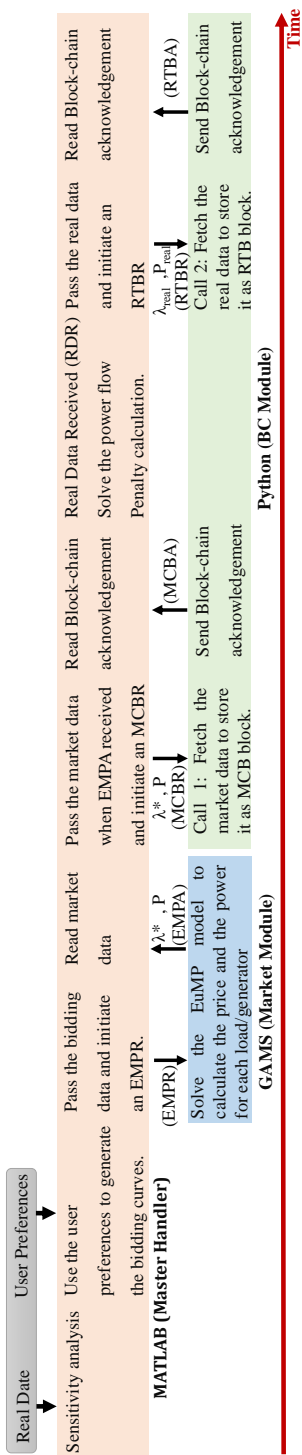 Real Date
User Preferences
Sensitivity analysis
Use the user
preferences to generate
the bidding curves.
Pass the bidding
data and initiate
an EMPR.
Read market
data
Pass the market data
when EMPA received
and initiate an MCBR
Read Block-chain
acknowledgement
Real Data Received (RDR)
Solve the power flow
Penalty calculation.
Pass the real data
and initiate an
RTBR
Read Block-chain
acknowledgement
MATLAB (Master Handler)
(EMPR)
λ* , P
(EMPA)
λ* , P
(MCBR)
(MCBA)
λreal ,Preal
(RTBR)
(RTBA)
Solve the EuMP model to
calculate the price and the power
for each load/generator
GAMS (Market Module)
Call 1: Fetch the
market data to store
it as MCB block.
Send Block-chain
acknowledgement
Call 2: Fetch the
real data to store
it as RTB block.
Send Block-chain
acknowledgement
Python (BC Module)
Time